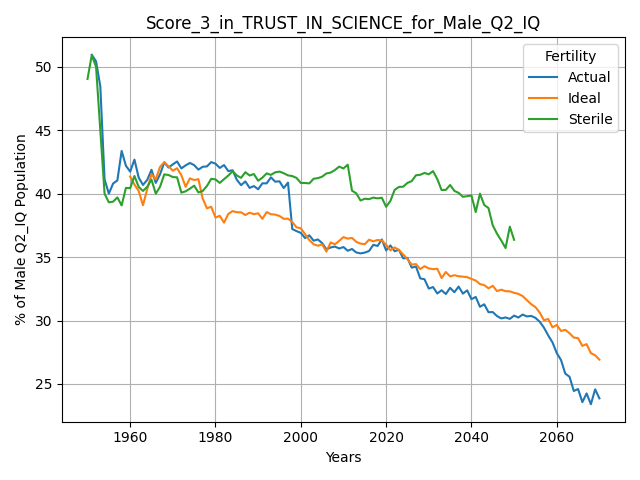 Score_3_in_TRUST_IN_SCIENCE_for_Male_Q2_IQ
% of Male Q2_IQ Population
50
45
40
35
30
25
Fertility
Actual
Ideal
Sterile
1960 1980 2000 2020 2040 2060
Years